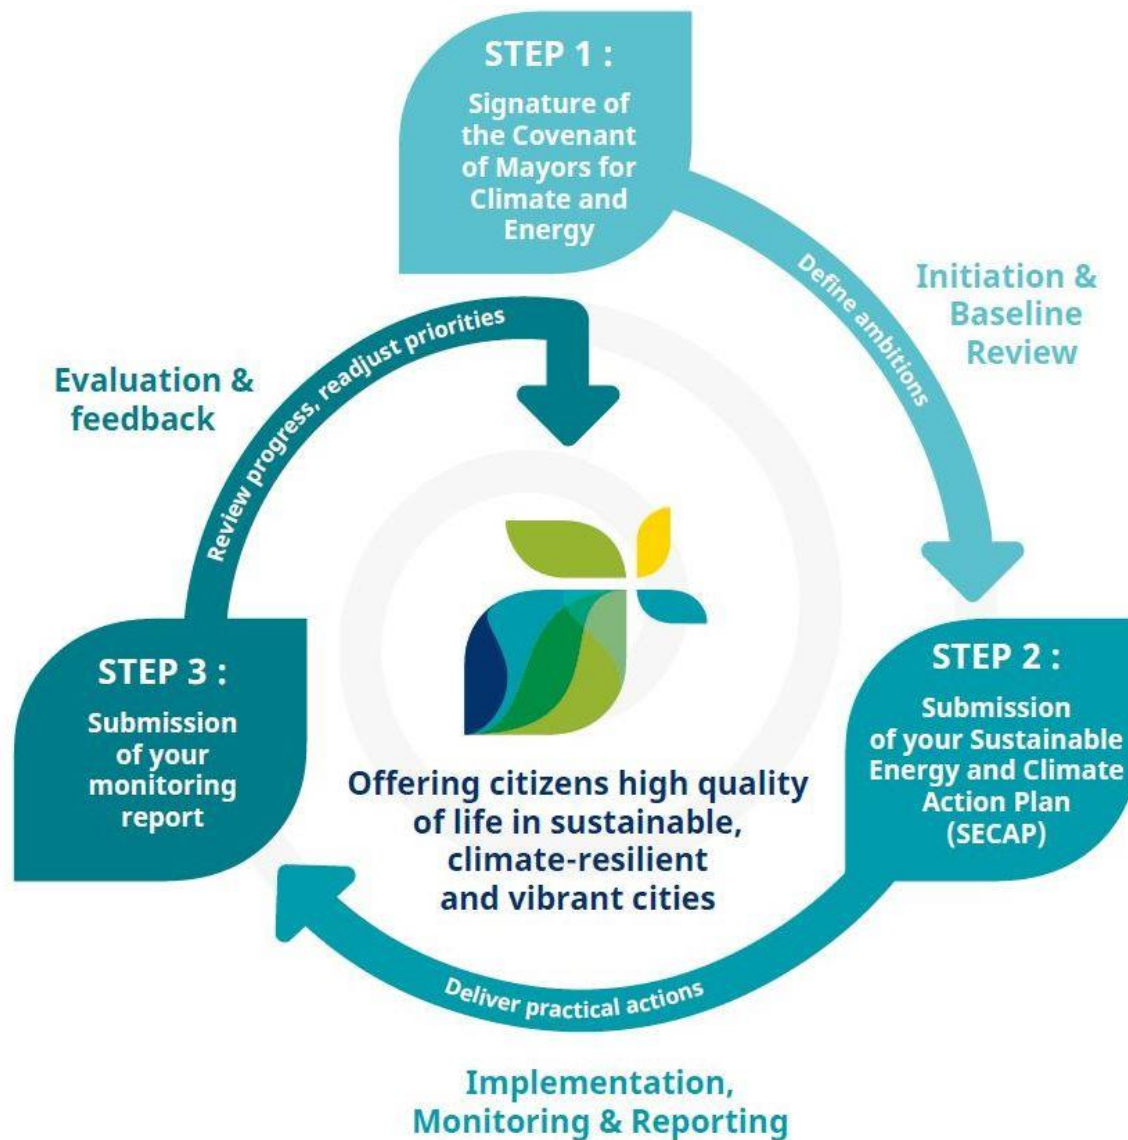 STEP 1 :
Signature of
the Covenant
of Mayors for
Climate and
Energy
Define ambitions
Initiation &
Baseline
Review
STEP 2 :
Submission
of your Sustainable
Energy and Climate
Action Plan
(SECAP)
Deliver practical actions
Implementation,
Monitoring & Reporting
STEP 3 :
Submission
of your
monitoring
report
Review progress, readjust priorities
Evaluation &
feedback
Offering citizens high quality
of life in sustainable,
climate-resilient
and vibrant cities